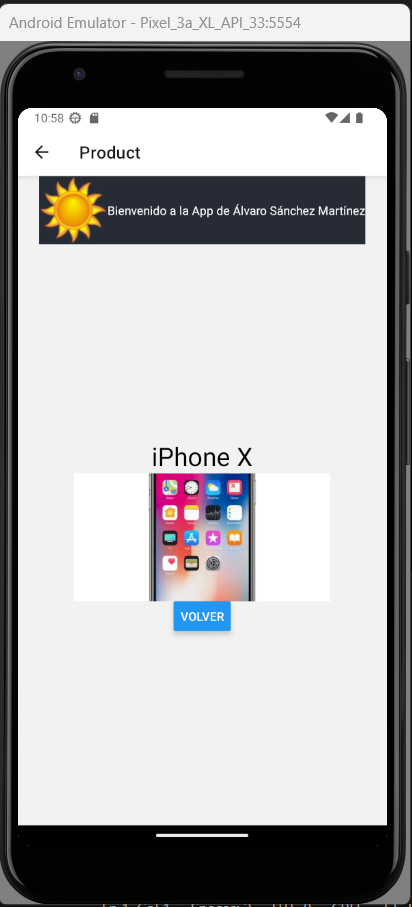 Android Emulator - Pixel_3a_XL_API_33:5554
10:58
Product
Bienvenido a la App de Álvaro Sánchez Martínez
iPhone X
VOLVER